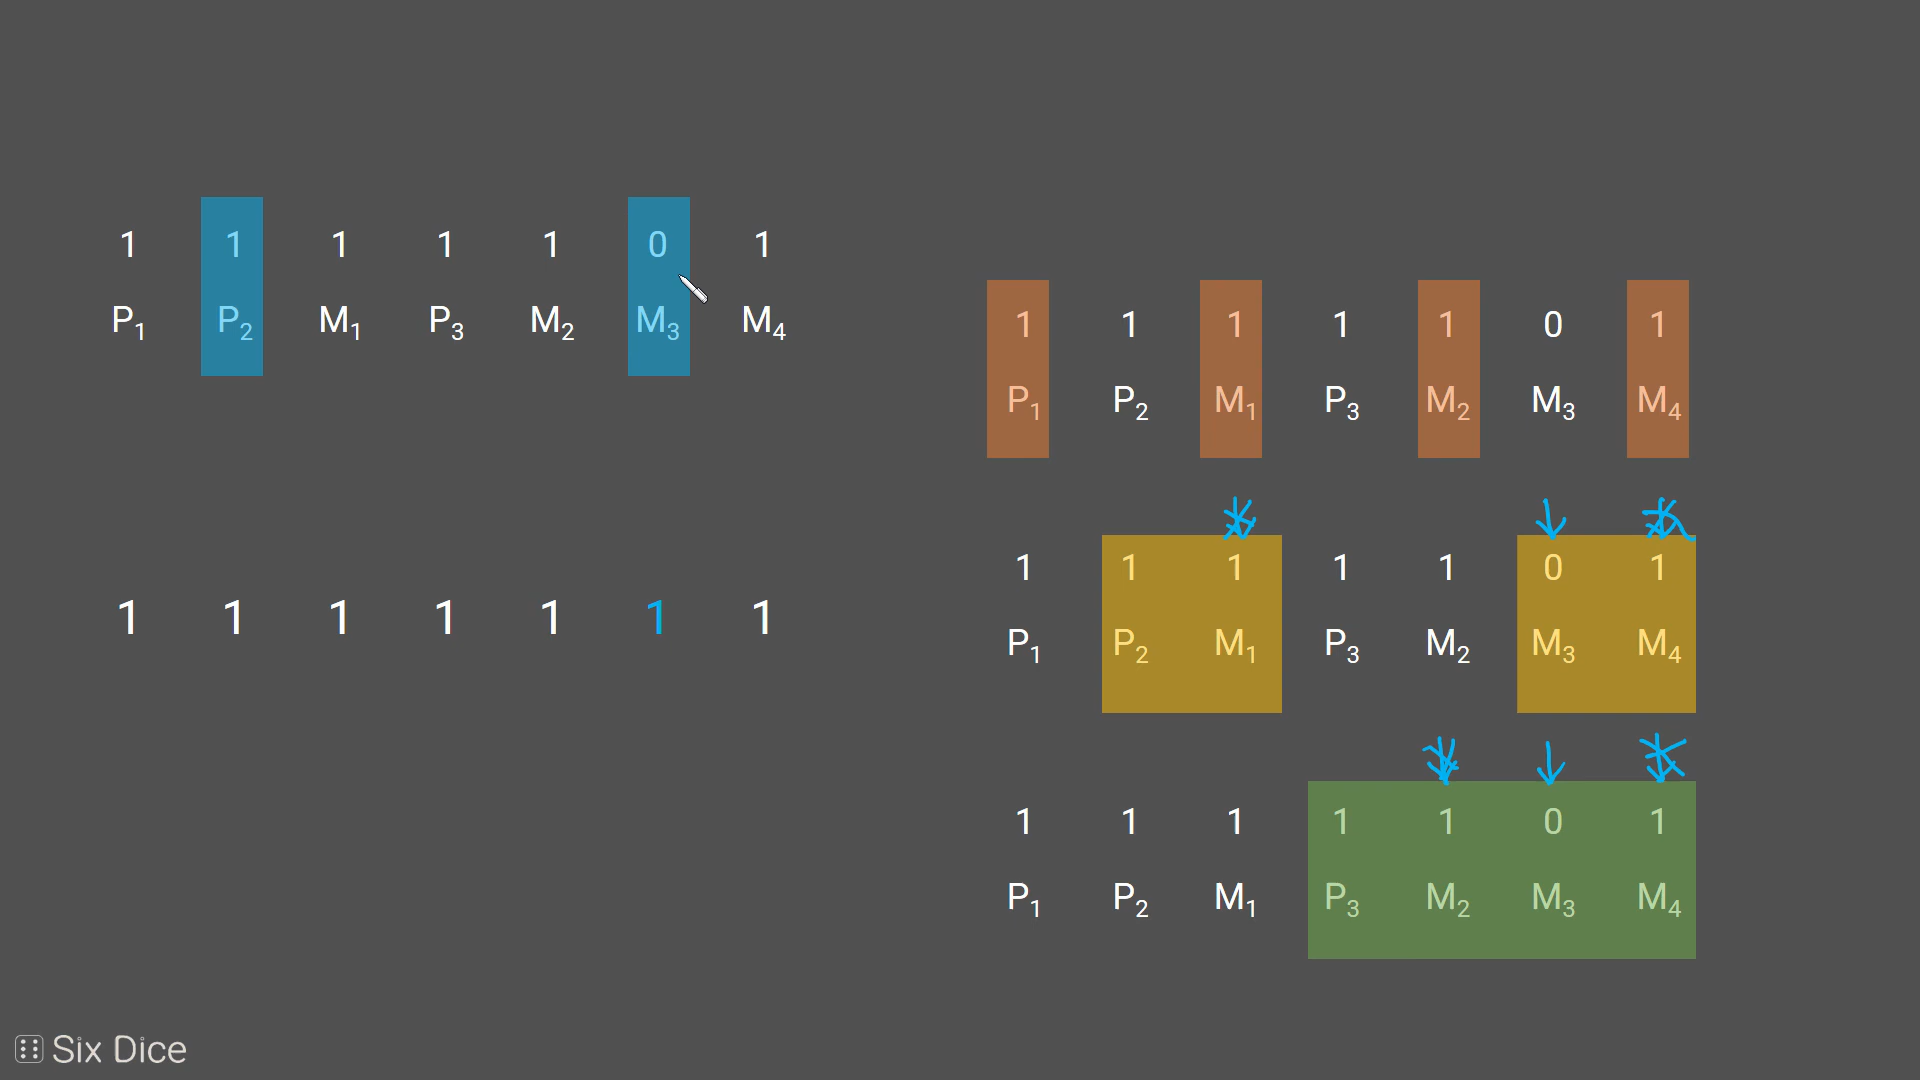 1 1 1 1 1 0 1
P₁ P₂ M₁ P₃ M₂ M₃ M₄
1 1 1 1 1 1 1
1 1 1 1 1 0 1
P₁ P₂ M₁ P₃ M₂ M₃ M₄
1 1 1 1 1 0 1
P₁ P₂ M₁ P₃ M₂ M₃ M₄
1 1 1 1 1 0 1
P₁ P₂ M₁ P₃ M₂ M₃ M₄
Six Dice